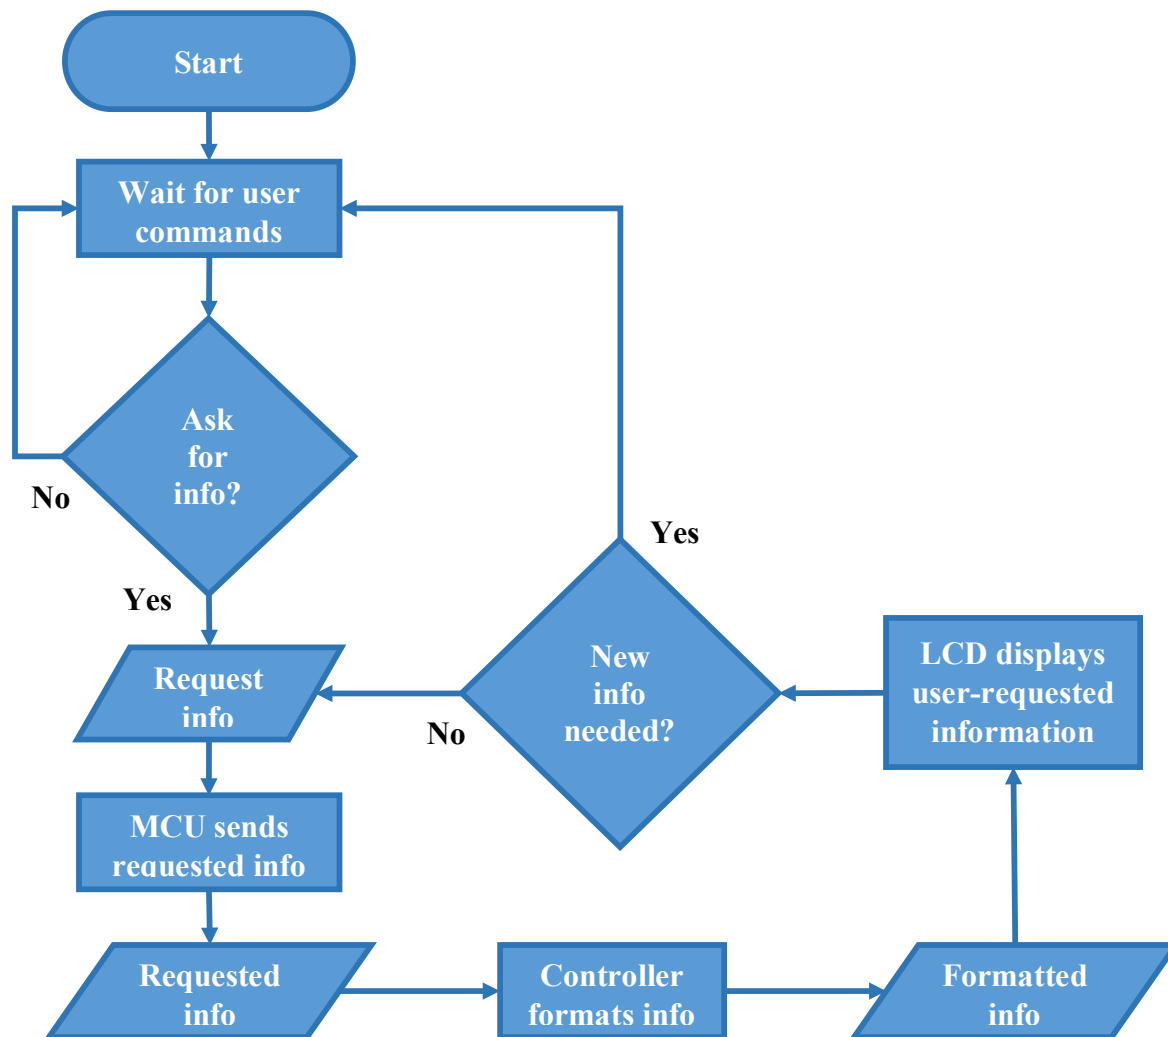 Start
Wait for user
commands
Ask
for
info?
No
Yes
Request
info
MCU sends
requested info
Requested
info
Controller
formats info
Formatted
info
LCD displays
user-requested
information
New
info
needed?
Yes
No